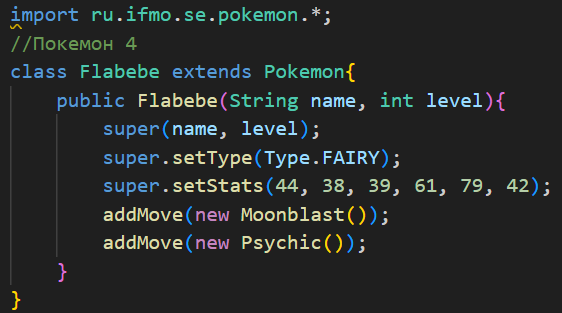 import ru.ifmo.se.pokemon.*;
//Покемон 4
class Flabebe extends Pokemon{
    public Flabebe(String name, int level){
        super(name, level);
        super.setType(Type.FAIRY);
        super.setStats(44, 38, 39, 61, 79, 42);
        addMove(new Moonblast());
        addMove(new Psychic());
    }
}